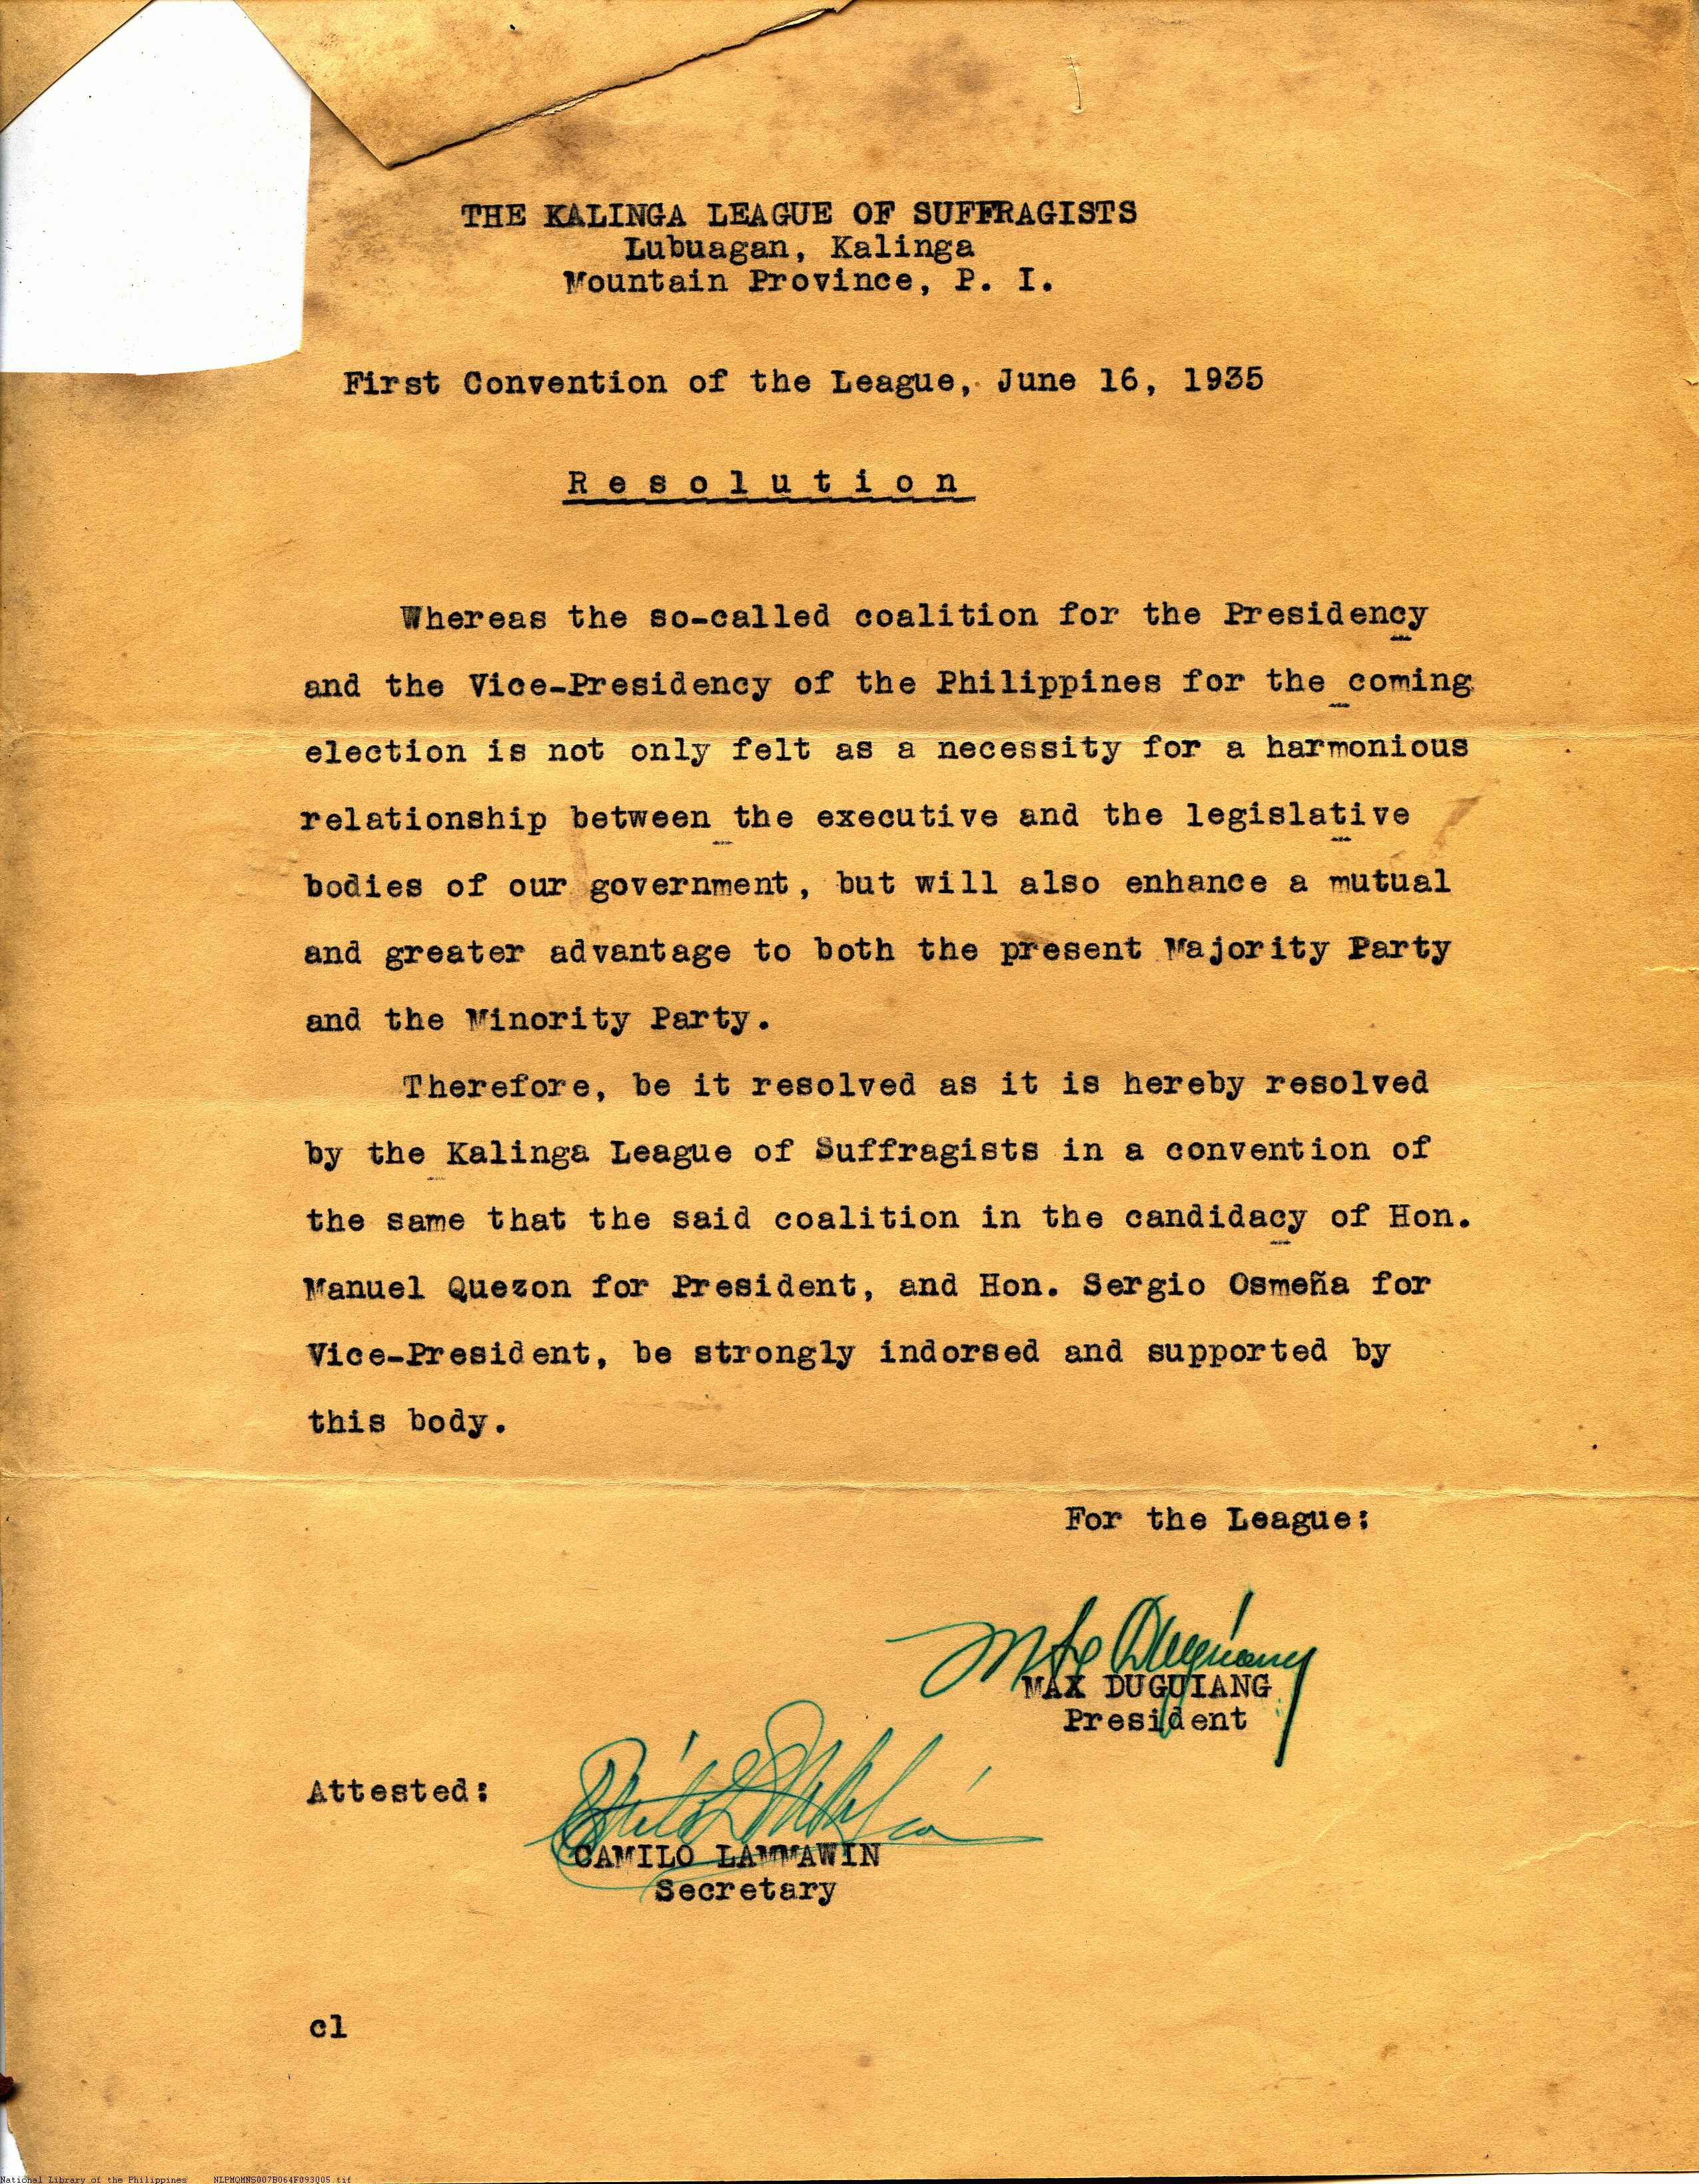 THE KALINGA LEAGUE OF SUFFRAGISTS
Lubuagan, Kalinga
Mountain Province, P. I.
First Convention of the League, June 16, 1935
Resolution
Whereas the so-called coalition for the Presidency
and the Vice-Presidency of the Philippines for the coming
election is not only felt as a necessity for a harmonious
relationship between the executive and the legislative
bodies of our government, but will also enhance a mutual
and greater advantage to both the present Majority Party
and the Minority Party.
Therefore, be it resolved as it is hereby resolved
by the Kalinga League of Suffragists in a convention of
the same that the said coalition in the candidacy of Hon.
Manuel Quezon for President, and Hon. Sergio Osmeña for
Vice-President, be strongly indorsed and supported by
this body.
For the League:
MAX DUGUIANG
President
Attested:
CAMILO LAMMAWIN
Secretary
cl
National Library of the Philippines NLPMQMNS007B064F093005.tif